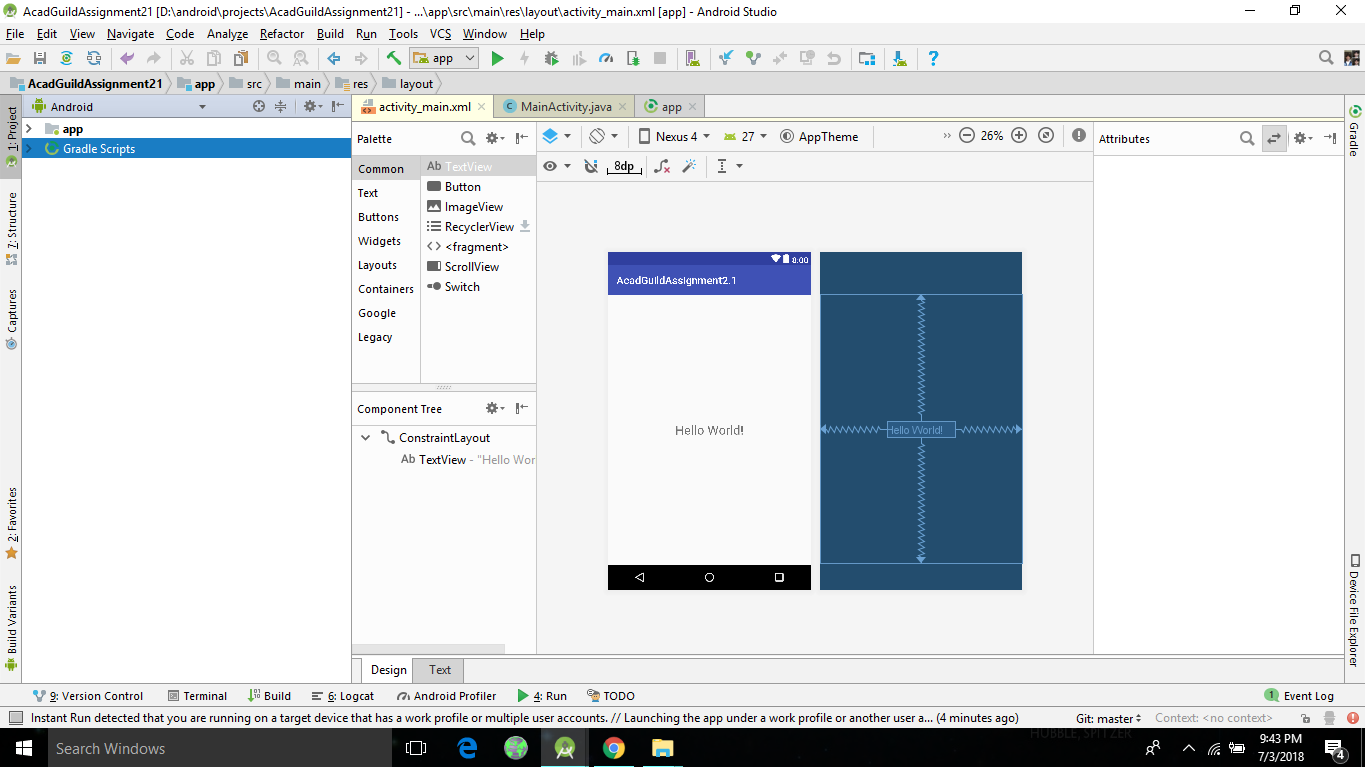 AcadGuildAssignment21 [D:\android\projects\AcadGuildAssignment21] - ...\app\src\main\res\layout\activity_main.xml [app] - Android Studio
File Edit View Navigate Code Analyze Refactor Build Run Tools VCS Window Help
app
AcadGuildAssignment21 app src main res layout
1: Project
7: Structure
Captures
2: Favorites
Build Variants
Android
app
Gradle Scripts
activity_main.xml MainActivity.java app
Palette
Common
Text
Buttons
Widgets
Layouts
Containers
Google
Legacy
Ab TextView
Button
ImageView
RecyclerView
<fragment>
ScrollView
Switch
Component Tree
ConstraintLayout
Ab TextView - "Hello Wor
Nexus 4 27 AppTheme 26%
8dp
8:00
AcadGuildAssignment2.1
Hello World!
Hello World!
Attributes
Gradle
Device File Explorer
Design Text
9: Version Control Terminal Build 6: Logcat Android Profiler 4: Run TODO 1 Event Log
Instant Run detected that you are running on a target device that has a work profile or multiple user accounts. // Launching the app under a work profile or another user a... (4 minutes ago) Git: master Context: <no context>
Search Windows
HUBBLE, SPITZER
9:43 PM
7/3/2018
4